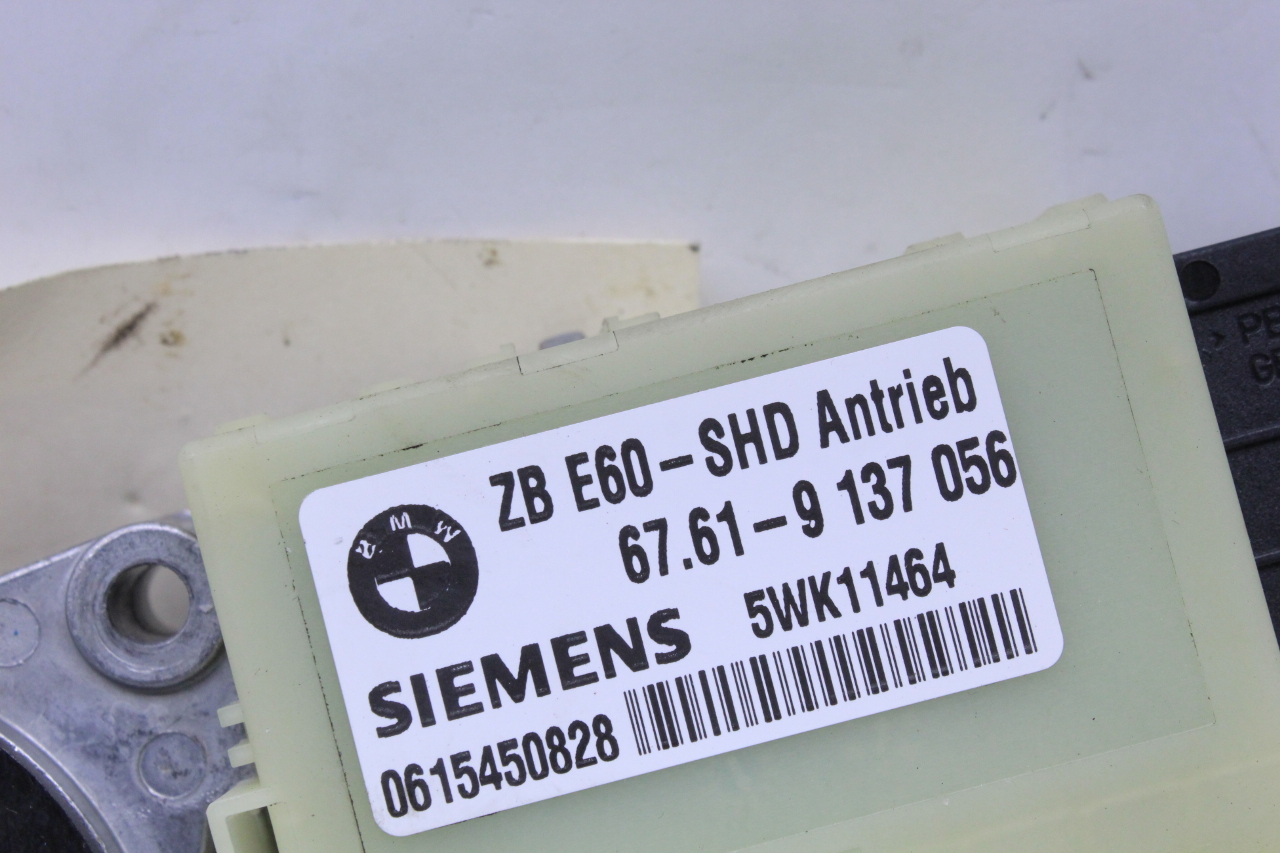 ZB E60-SHD Antrieb
67.61-9 137 056
BMW
5WK11464
SIEMENS
0615450828